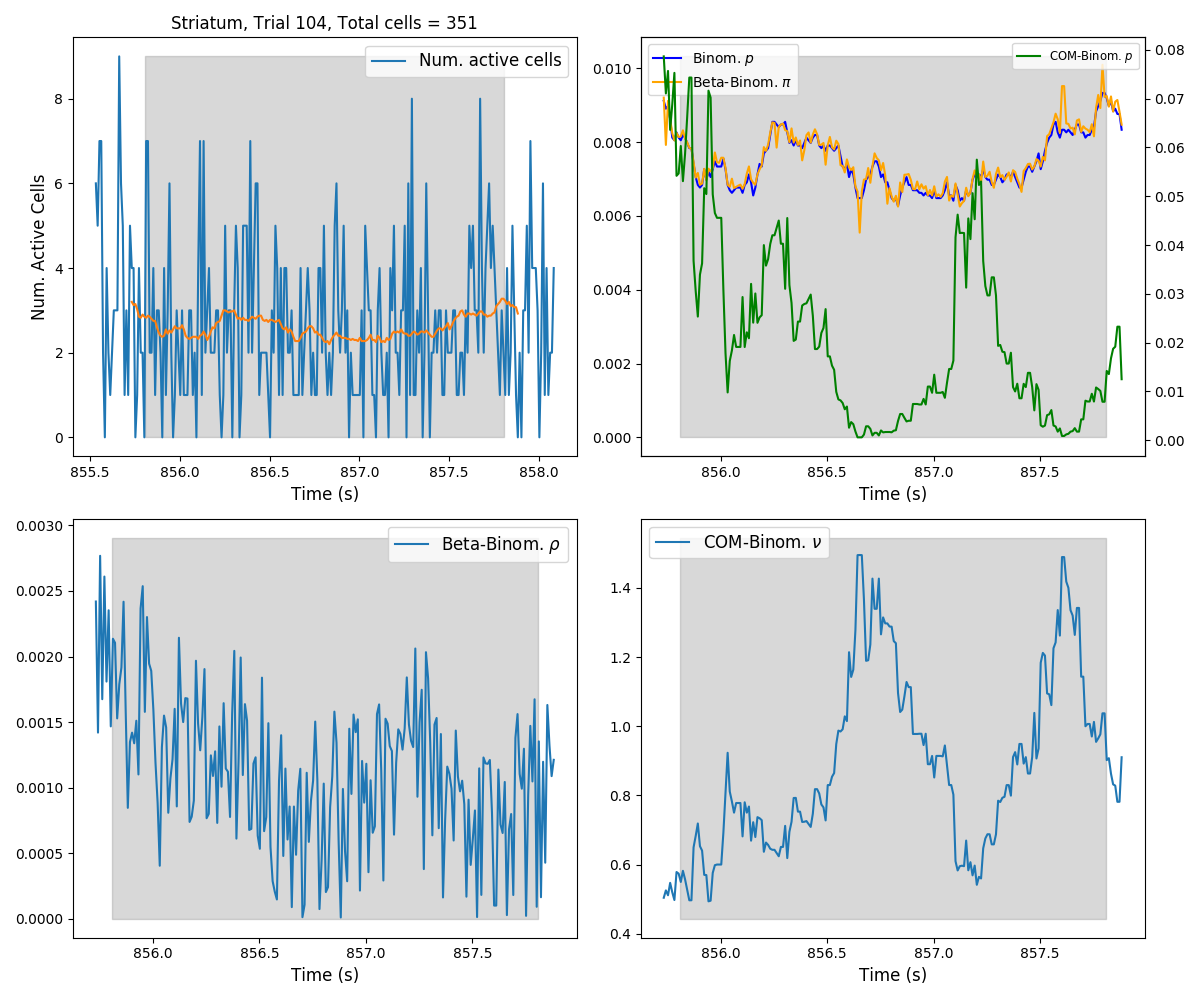 Striatum, Trial 104, Total cells = 351
Num. Active Cells
8
6
4
2
0
Num. active cells
855.5 856.0 856.5 857.0 857.5 858.0
Time (s)
0.010
0.008
0.006
0.004
0.002
0.000
Binom. p
Beta-Binom. π
COM-Binom. p
0.08
0.07
0.06
0.05
0.04
0.03
0.02
0.01
0.00
856.0 856.5 857.0 857.5
Time (s)
0.0030
0.0025
0.0020
0.0015
0.0010
0.0005
0.0000
Beta-Binom. ρ
856.0 856.5 857.0 857.5
Time (s)
1.4
1.2
1.0
0.8
0.6
0.4
COM-Binom. ν
856.0 856.5 857.0 857.5
Time (s)